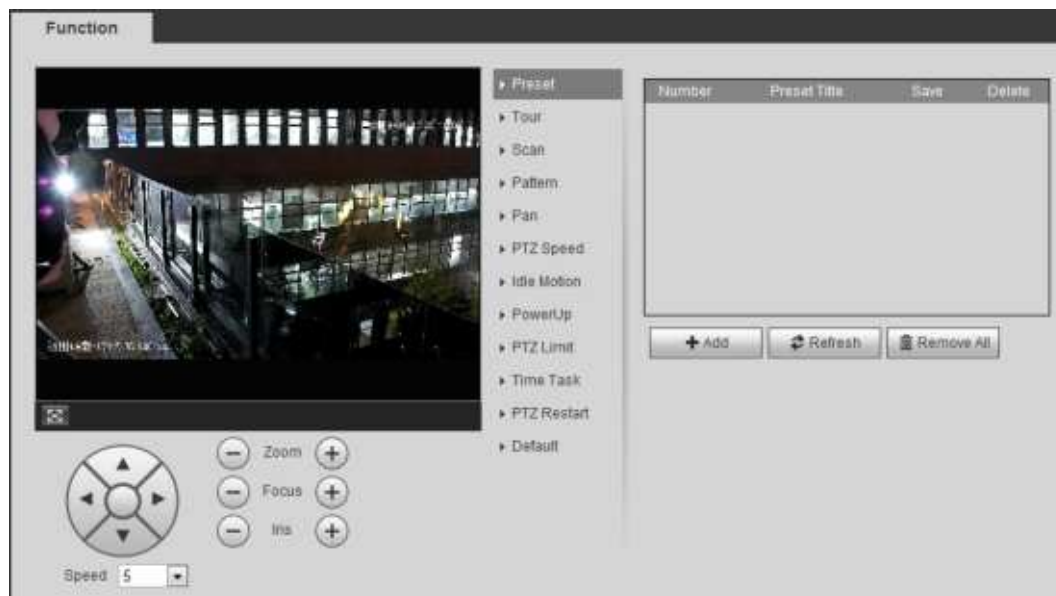 Function
Preset
Tour
Scan
Pattern
Pan
PTZ Speed
Idle Motion
PowerUp
PTZ Limit
Time Task
PTZ Restart
Default
Number Preset Title Save Delete
Add Refresh Remove All
Zoom
Focus
Iris
Speed 5